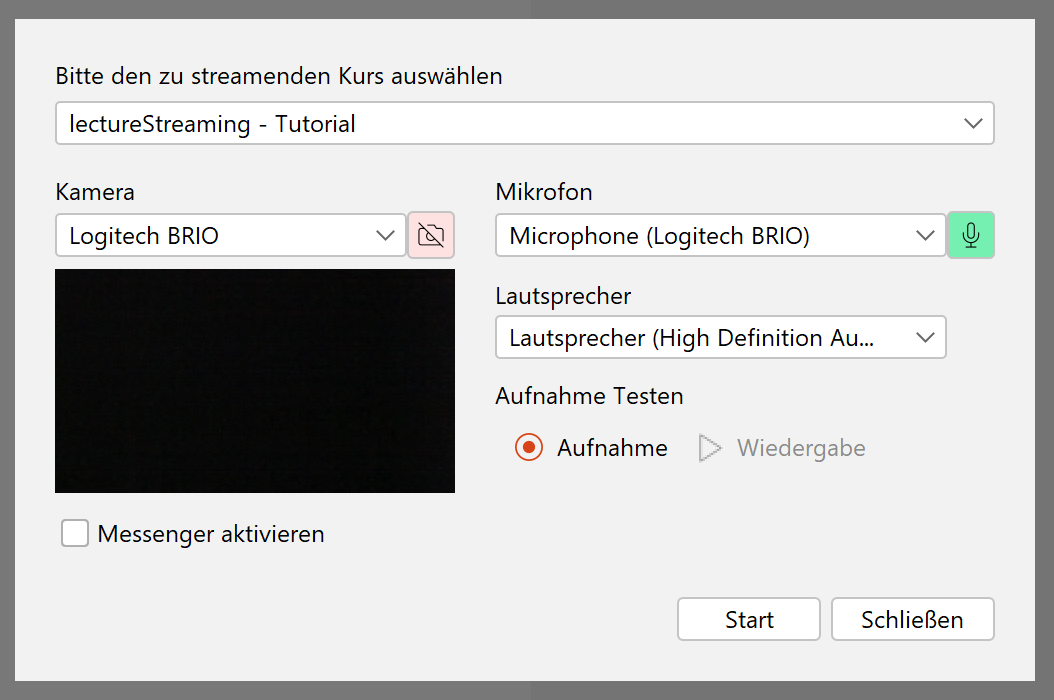 Bitte den zu streamenden Kurs auswählen
lectureStreaming - Tutorial
Kamera
Logitech BRIO
Mikrofon
Microphone (Logitech BRIO)
Lautsprecher
Lautsprecher (High Definition Au...
Aufnahme Testen
Aufnahme
Wiedergabe
Messenger aktivieren
Start
Schließen